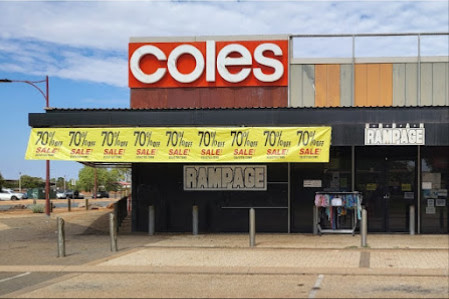 coles
70% OFF 70% OFF 70% OFF 70% OFF 70% OFF 70% OFF 70% OFF 70% OFF
SALE! SALE! SALE! SALE! SALE! SALE! SALE! SALE!
URBAN
RAMPAGE
RAMPAGE